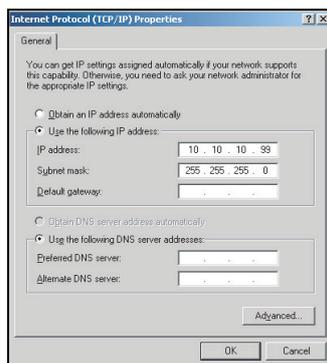 Internet Protocol (TCP/IP) Properties
General
You can get IP settings assigned automatically if your network supports
this capability. Otherwise, you need to ask your network administrator for
the appropriate IP settings.
Obtain an IP address automatically
Use the following IP address:
IP address: 10 . 10 . 10 . 99
Subnet mask: 255 . 255 . 255 . 0
Default gateway: . . .
Obtain DNS server address automatically
Use the following DNS server addresses:
Preferred DNS server: . . .
Alternate DNS server: . . .
Advanced...
OK Cancel